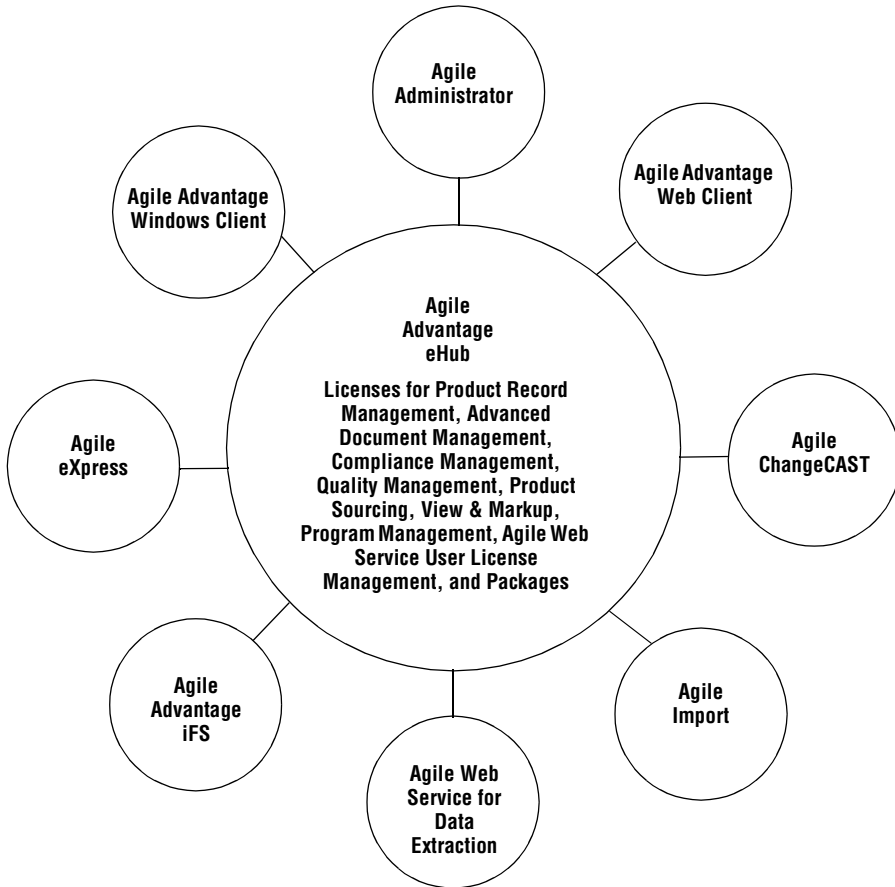 Agile
Administrator
Agile Advantage
Web Client
Agile Advantage
Windows Client
Agile
Advantage
eHub
Licenses for Product Record
Management, Advanced
Document Management,
Compliance Management,
Quality Management, Product
Sourcing, View & Markup,
Program Management, Agile Web
Service User License
Management, and Packages
Agile
eXpress
Agile
ChangeCAST
Agile
Advantage
iFS
Agile
Import
Agile Web
Service for
Data
Extraction